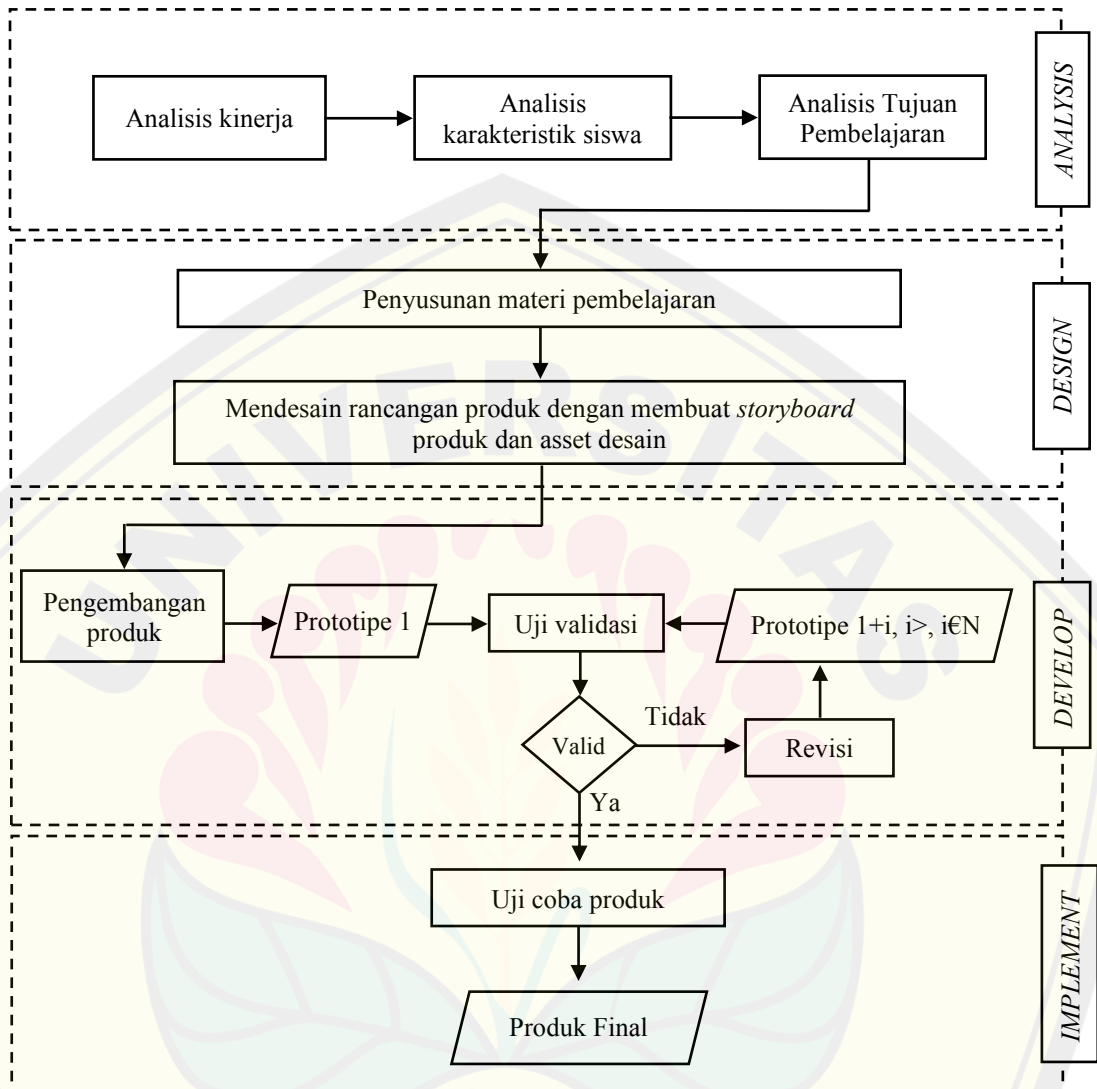 Analisis kinerja
Analisis
karakteristik siswa
Analisis Tujuan
Pembelajaran
ANALYSIS
Penyusunan materi pembelajaran
Mendesain rancangan produk dengan membuat storyboard
produk dan asset desain
DESIGN
Pengembangan
produk
Prototipe 1
Uji validasi
Prototipe 1+i, i>, i€N
Valid
Tidak
Revisi
Ya
DEVELOP
Uji coba produk
Produk Final
IMPLEMENT
UNIVERSITAS